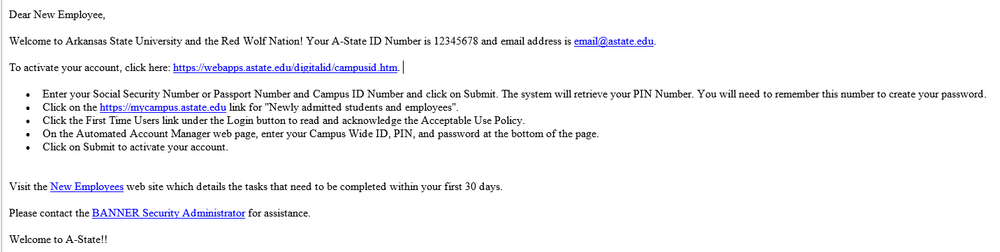 Dear New Employee,
Welcome to Arkansas State University and the Red Wolf Nation! Your A-State ID Number is 12345678 and email address is email@astate.edu.
To activate your account, click here: https://webapps.astate.edu/digitalid/campusid.htm.
• Enter your Social Security Number or Passport Number and Campus ID Number and click on Submit. The system will retrieve your PIN Number. You will need to remember this number to create your password.
• Click on the https://mycampus.astate.edu link for "Newly admitted students and employees".
• Click the First Time Users link under the Login button to read and acknowledge the Acceptable Use Policy.
• On the Automated Account Manager web page, enter your Campus Wide ID, PIN, and password at the bottom of the page.
• Click on Submit to activate your account.
Visit the New Employees web site which details the tasks that need to be completed within your first 30 days.
Please contact the BANNER Security Administrator for assistance.
Welcome to A-State!!